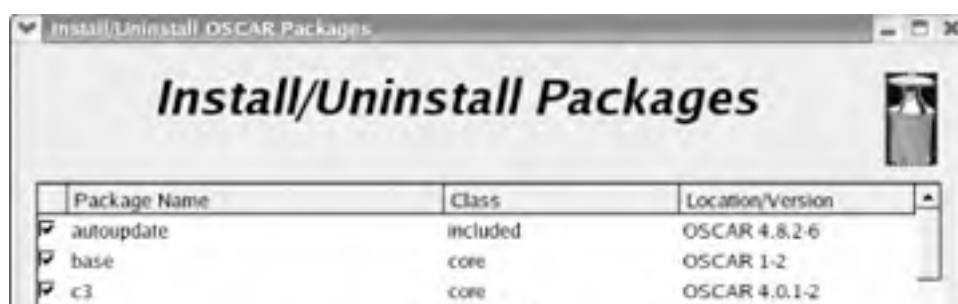 Install/Uninstall OSCAR Packages
Install/Uninstall Packages
Package Name Class Location/Version
autoupdate included OSCAR 4.8.2-6
base core OSCAR 1-2
c3 core OSCAR 4.0.1-2